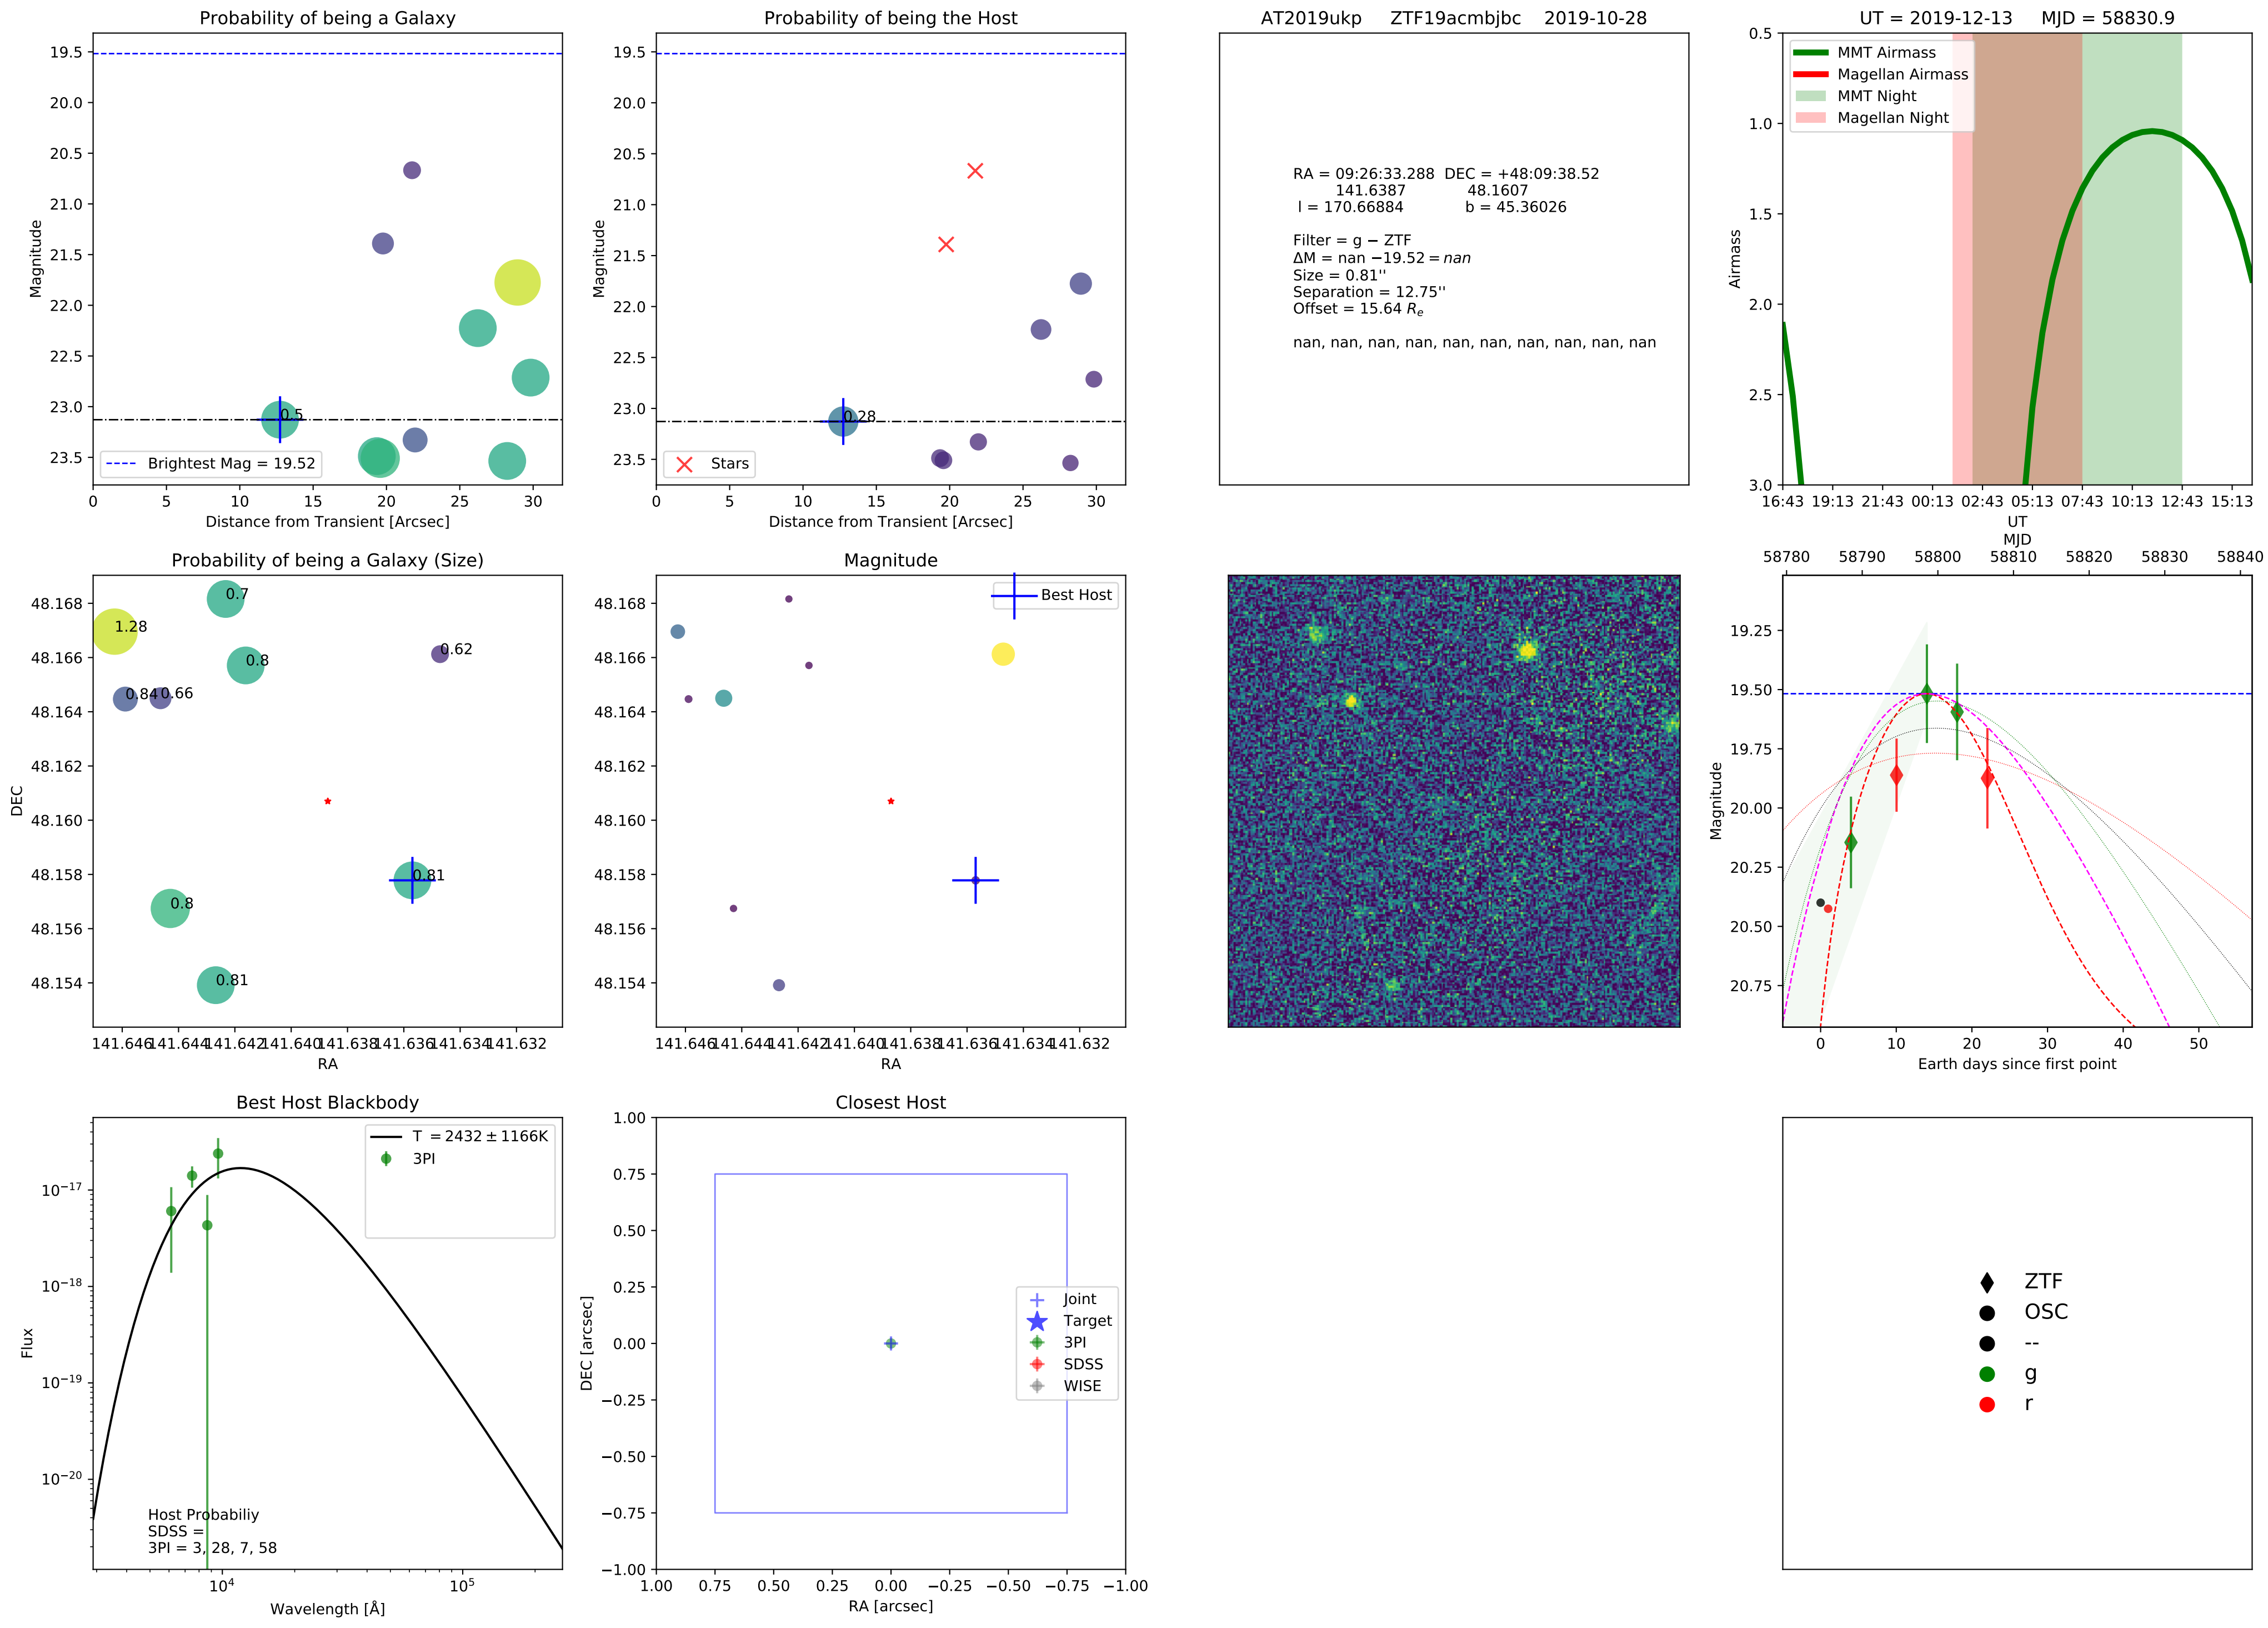 Probability of being a Galaxy
19.5
20.0
20.5
21.0
21.5
22.0
22.5
23.0
23.5
Magnitude
0.5
Brightest Mag = 19.52
0 5 10 15 20 25 30
Distance from Transient [Arcsec]
Probability of being the Host
19.5
20.0
20.5
21.0
21.5
22.0
22.5
23.0
23.5
Magnitude
0.28
Stars
0 5 10 15 20 25 30
Distance from Transient [Arcsec]
AT2019ukp ZTF19acmbjbc 2019-10-28
RA = 09:26:33.288 DEC = +48:09:38.52
141.6387 48.1607
l = 170.66884 b = 45.36026
Filter = g − ZTF
ΔM = nan −19.52 = nan
Size = 0.81''
Separation = 12.75''
Offset = 15.64 Re
nan, nan, nan, nan, nan, nan, nan, nan, nan, nan
UT = 2019-12-13 MJD = 58830.9
MMT Airmass
Magellan Airmass
MMT Night
Magellan Night
0.5
1.0
1.5
2.0
2.5
3.0
Airmass
16:43 19:13 21:43 00:13 02:43 05:13 07:43 10:13 12:43 15:13
UT
Probability of being a Galaxy (Size)
48.168
48.166
48.164
48.162
48.160
48.158
48.156
48.154
DEC
0.7
1.28
0.8
0.62
0.84
0.66
0.81
0.8
0.81
141.646 141.644 141.642 141.640 141.638 141.636 141.634 141.632
RA
Magnitude
Best Host
48.168
48.166
48.164
48.162
48.160
48.158
48.156
48.154
141.646 141.644 141.642 141.640 141.638 141.636 141.634 141.632
RA
MJD
58780 58790 58800 58810 58820 58830 58840
19.25
19.50
19.75
20.00
20.25
20.50
20.75
Magnitude
0 10 20 30 40 50
Earth days since first point
Best Host Blackbody
T = 2432 ± 1166K
3PI
10−17
10−18
10−19
10−20
Flux
Host Probabiliy
SDSS =
3PI = 3, 28, 7, 58
10⁴ 10⁵
Wavelength [Å]
Closest Host
1.00
0.75
0.50
0.25
0.00
−0.25
−0.50
−0.75
−1.00
DEC [arcsec]
Joint
Target
3PI
SDSS
WISE
1.00 0.75 0.50 0.25 0.00 −0.25 −0.50 −0.75 −1.00
RA [arcsec]
ZTF
OSC
--
g
r